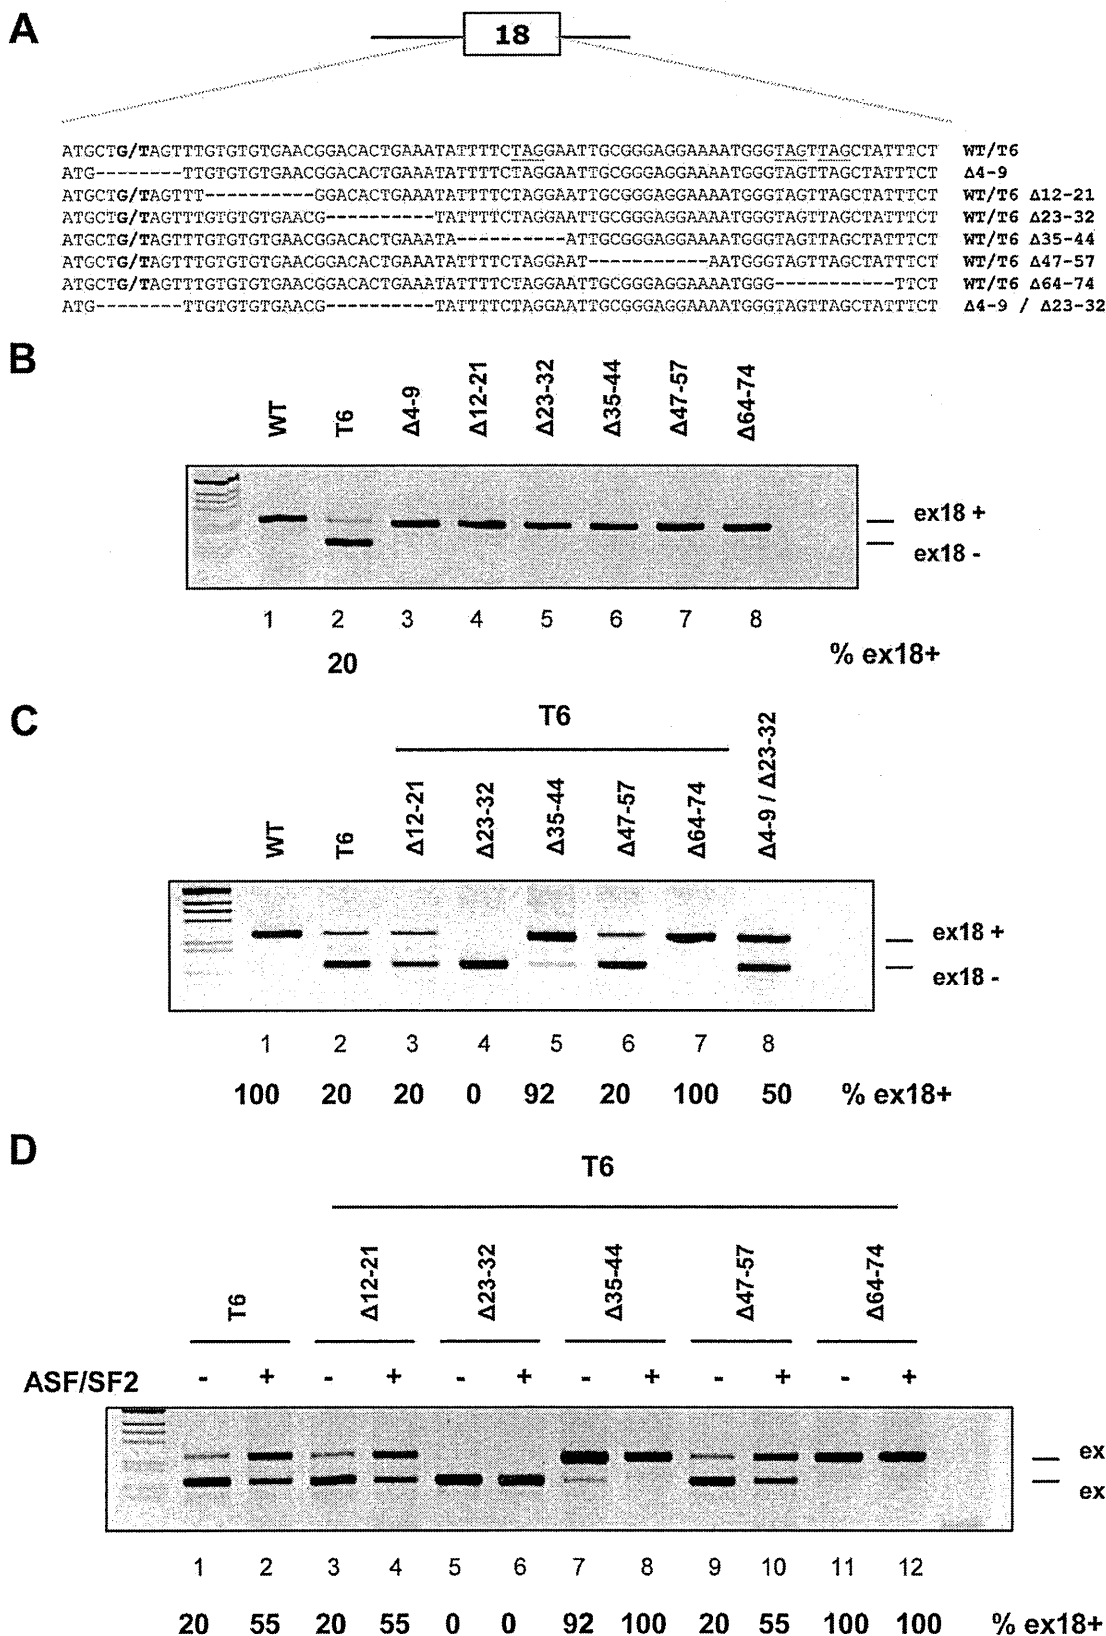 A
18
ATGCTG/TAGTTTGTGTGTGAACGGACACTGAAATATTTTCTAGGAATTGCGGGAGGAAAATGGGTAGTTAGCTATTTCT WT/T6
ATG--------TTGTGTGTGAACGGACACTGAAATATTTTCTAGGAATTGCGGGAGGAAAATGGGTAGTTAGCTATTTCT Δ4-9
ATGCTG/TAGTTT----------GGACACTGAAATATTTTCTAGGAATTGCGGGAGGAAAATGGGTAGTTAGCTATTTCT WT/T6 Δ12-21
ATGCTG/TAGTTTGTGTGTGAACG----------TATTTTCTAGGAATTGCGGGAGGAAAATGGGTAGTTAGCTATTTCT WT/T6 Δ23-32
ATGCTG/TAGTTTGTGTGTGAACGGACACTGAAATA----------ATTGCGGGAGGAAAATGGGTAGTTAGCTATTTCT WT/T6 Δ35-44
ATGCTG/TAGTTTGTGTGTGAACGGACACTGAAATATTTTCTAGGAAT-----------AATGGGTAGTTAGCTATTTCT WT/T6 Δ47-57
ATGCTG/TAGTTTGTGTGTGAACGGACACTGAAATATTTTCTAGGAATTGCGGGAGGAAAATGGG-----------TTCT WT/T6 Δ64-74
ATG--------TTGTGTGTGAACG----------TATTTTCTAGGAATTGCGGGAGGAAAATGGGTAGTTAGCTATTTCT Δ4-9 / Δ23-32
B
WT T6 Δ4-9 Δ12-21 Δ23-32 Δ35-44 Δ47-57 Δ64-74
ex18 +
ex18 -
1 2 3 4 5 6 7 8
20 % ex18+
C
T6
WT T6 Δ12-21 Δ23-32 Δ35-44 Δ47-57 Δ64-74 Δ4-9 / Δ23-32
ex18 +
ex18 -
1 2 3 4 5 6 7 8
100 20 20 0 92 20 100 50 % ex18+
D
T6
T6 Δ12-21 Δ23-32 Δ35-44 Δ47-57 Δ64-74
ASF/SF2 - + - + - + - + - + - +
ex
ex
1 2 3 4 5 6 7 8 9 10 11 12
20 55 20 55 0 0 92 100 20 55 100 100 % ex18+